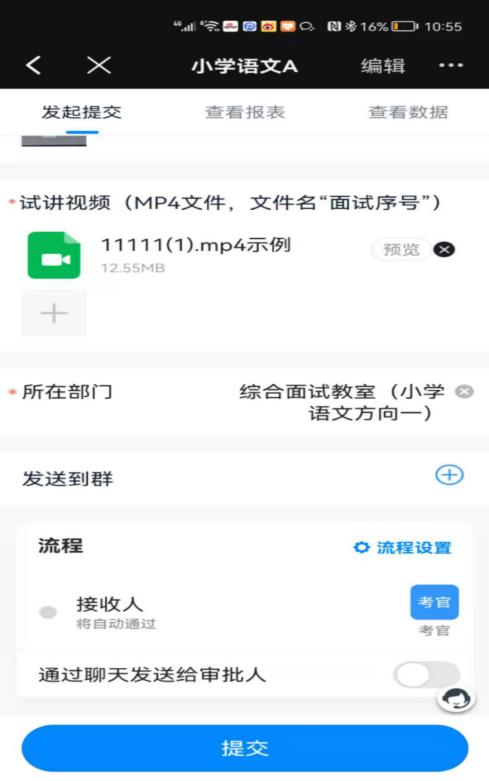 16% 10:55
小学语文A 编辑
发起提交 查看报表 查看数据
*试讲视频（MP4文件，文件名“面试序号”）
11111(1).mp4示例 预览
12.55MB
*所在部门 综合面试教室（小学
语文方向一）
发送到群
流程 流程设置
接收人 考官
将自动通过 考官
通过聊天发送给审批人
提交